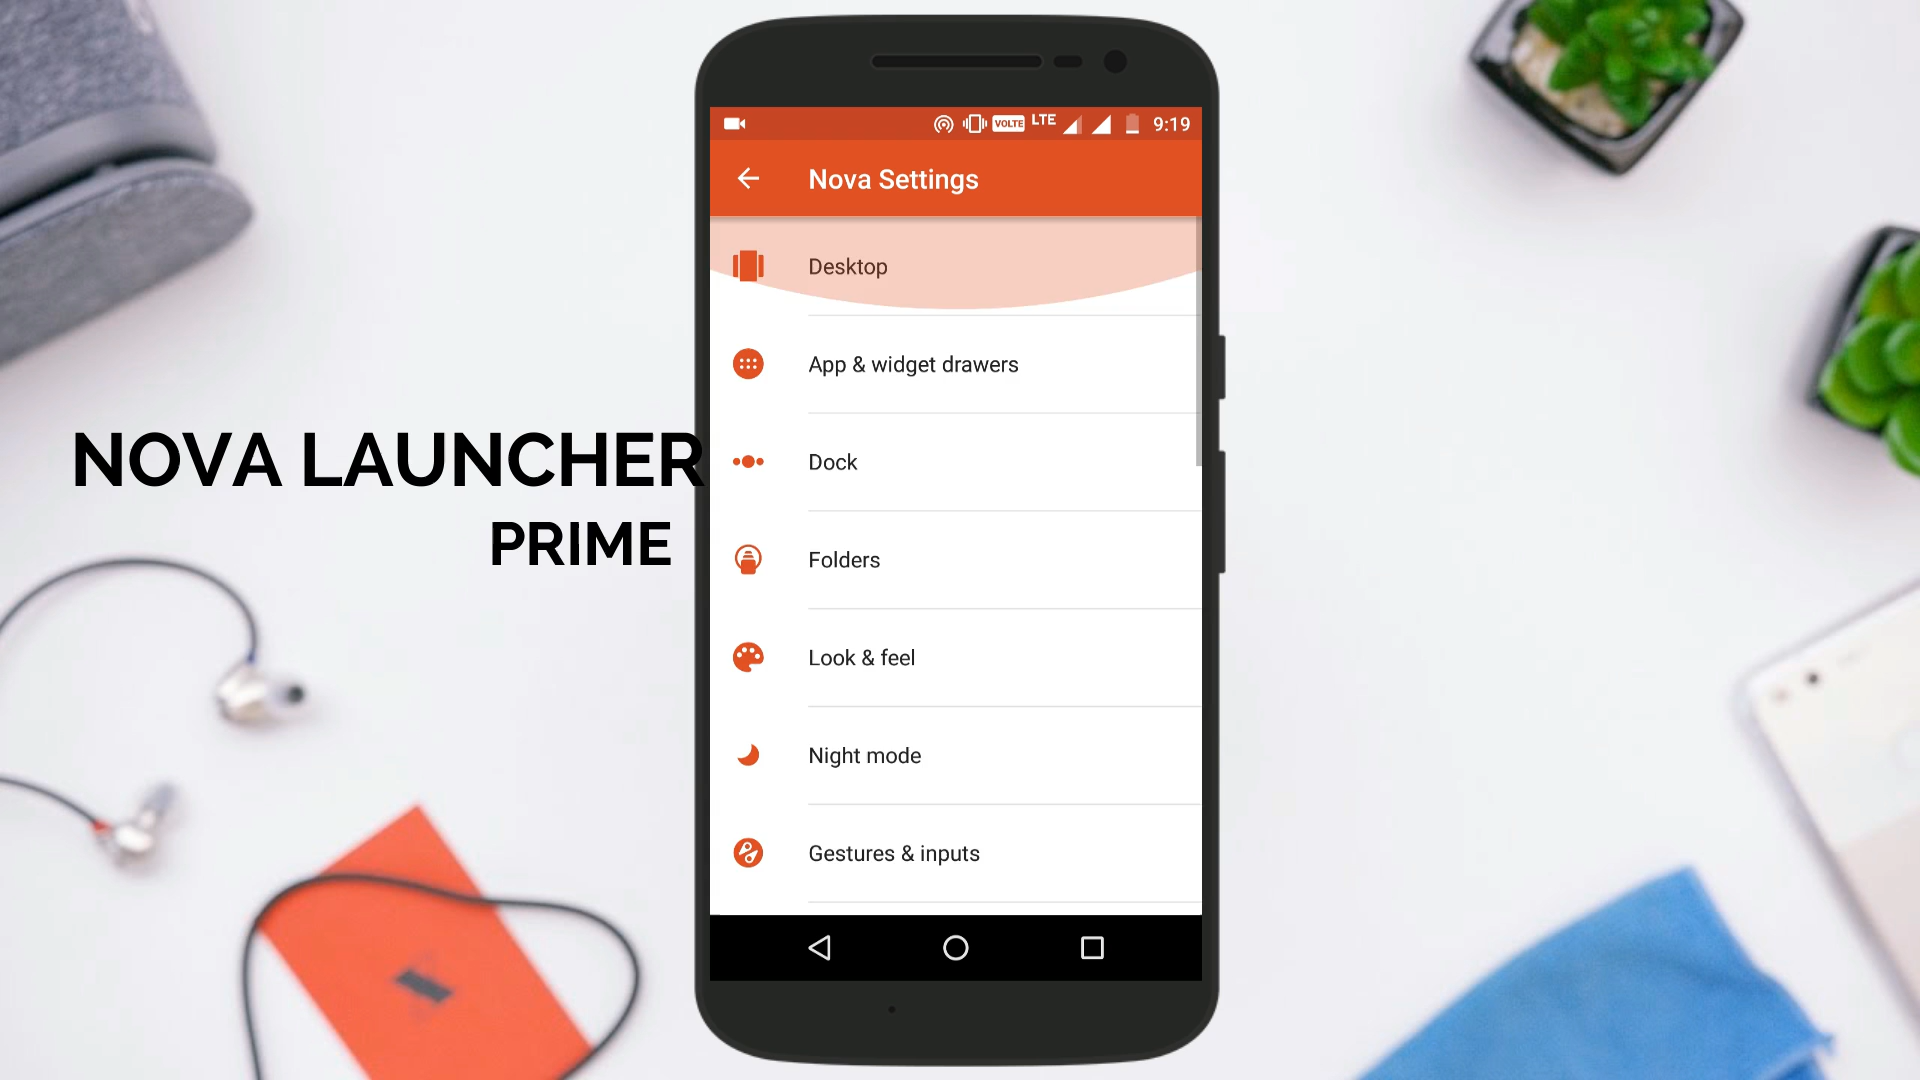 VOLTE LTE 9:19
Nova Settings
Desktop
App & widget drawers
NOVA LAUNCHER
PRIME
Dock
Folders
Look & feel
Night mode
Gestures & inputs